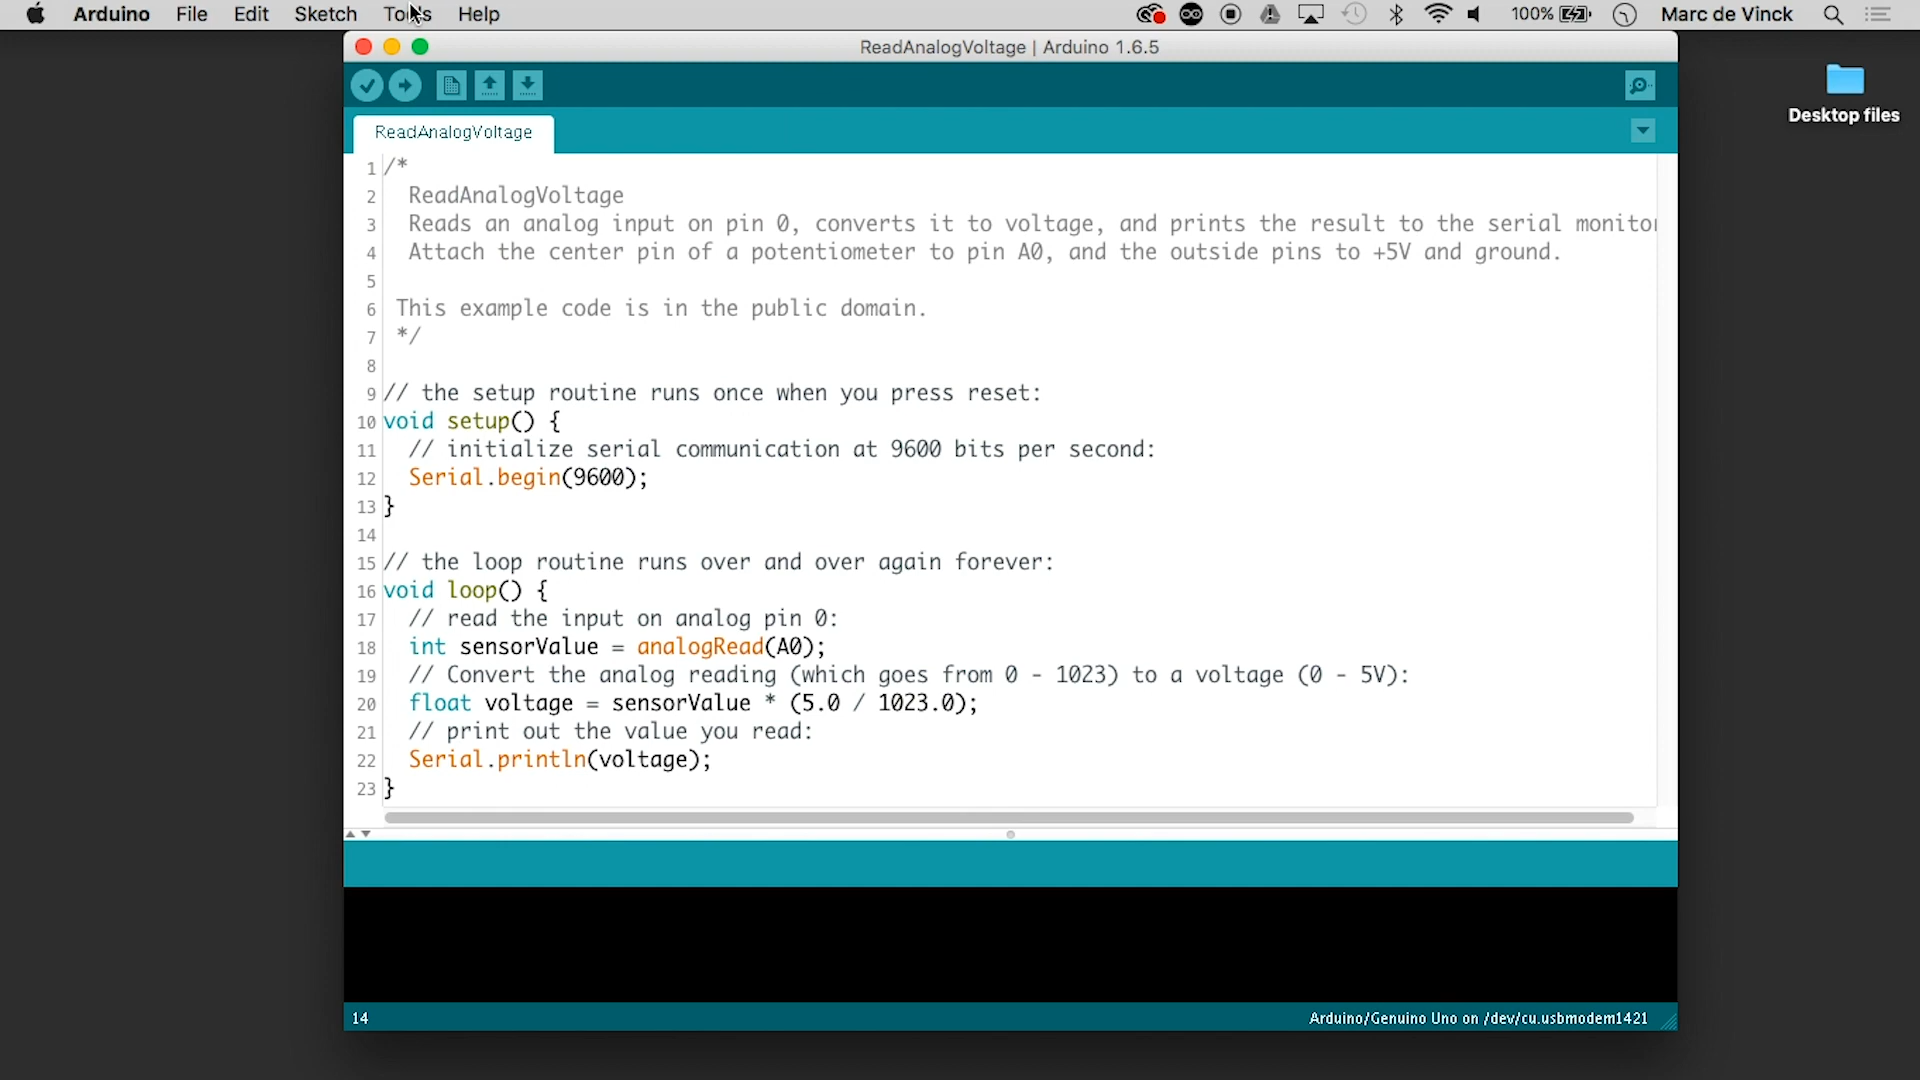 Arduino File Edit Sketch Tools Help 100% Marc de Vinck
ReadAnalogVoltage | Arduino 1.6.5
Desktop files
ReadAnalogVoltage
1 /*
2 ReadAnalogVoltage
3 Reads an analog input on pin 0, converts it to voltage, and prints the result to the serial monitor
4 Attach the center pin of a potentiometer to pin A0, and the outside pins to +5V and ground.
5
6 This example code is in the public domain.
7 */
8
9 // the setup routine runs once when you press reset:
10 void setup() {
11 // initialize serial communication at 9600 bits per second:
12 Serial.begin(9600);
13 }
14
15 // the loop routine runs over and over again forever:
16 void loop() {
17 // read the input on analog pin 0:
18 int sensorValue = analogRead(A0);
19 // Convert the analog reading (which goes from 0 - 1023) to a voltage (0 - 5V):
20 float voltage = sensorValue * (5.0 / 1023.0);
21 // print out the value you read:
22 Serial.println(voltage);
23 }
14 Arduino/Genuino Uno on /dev/cu.usbmodem1421